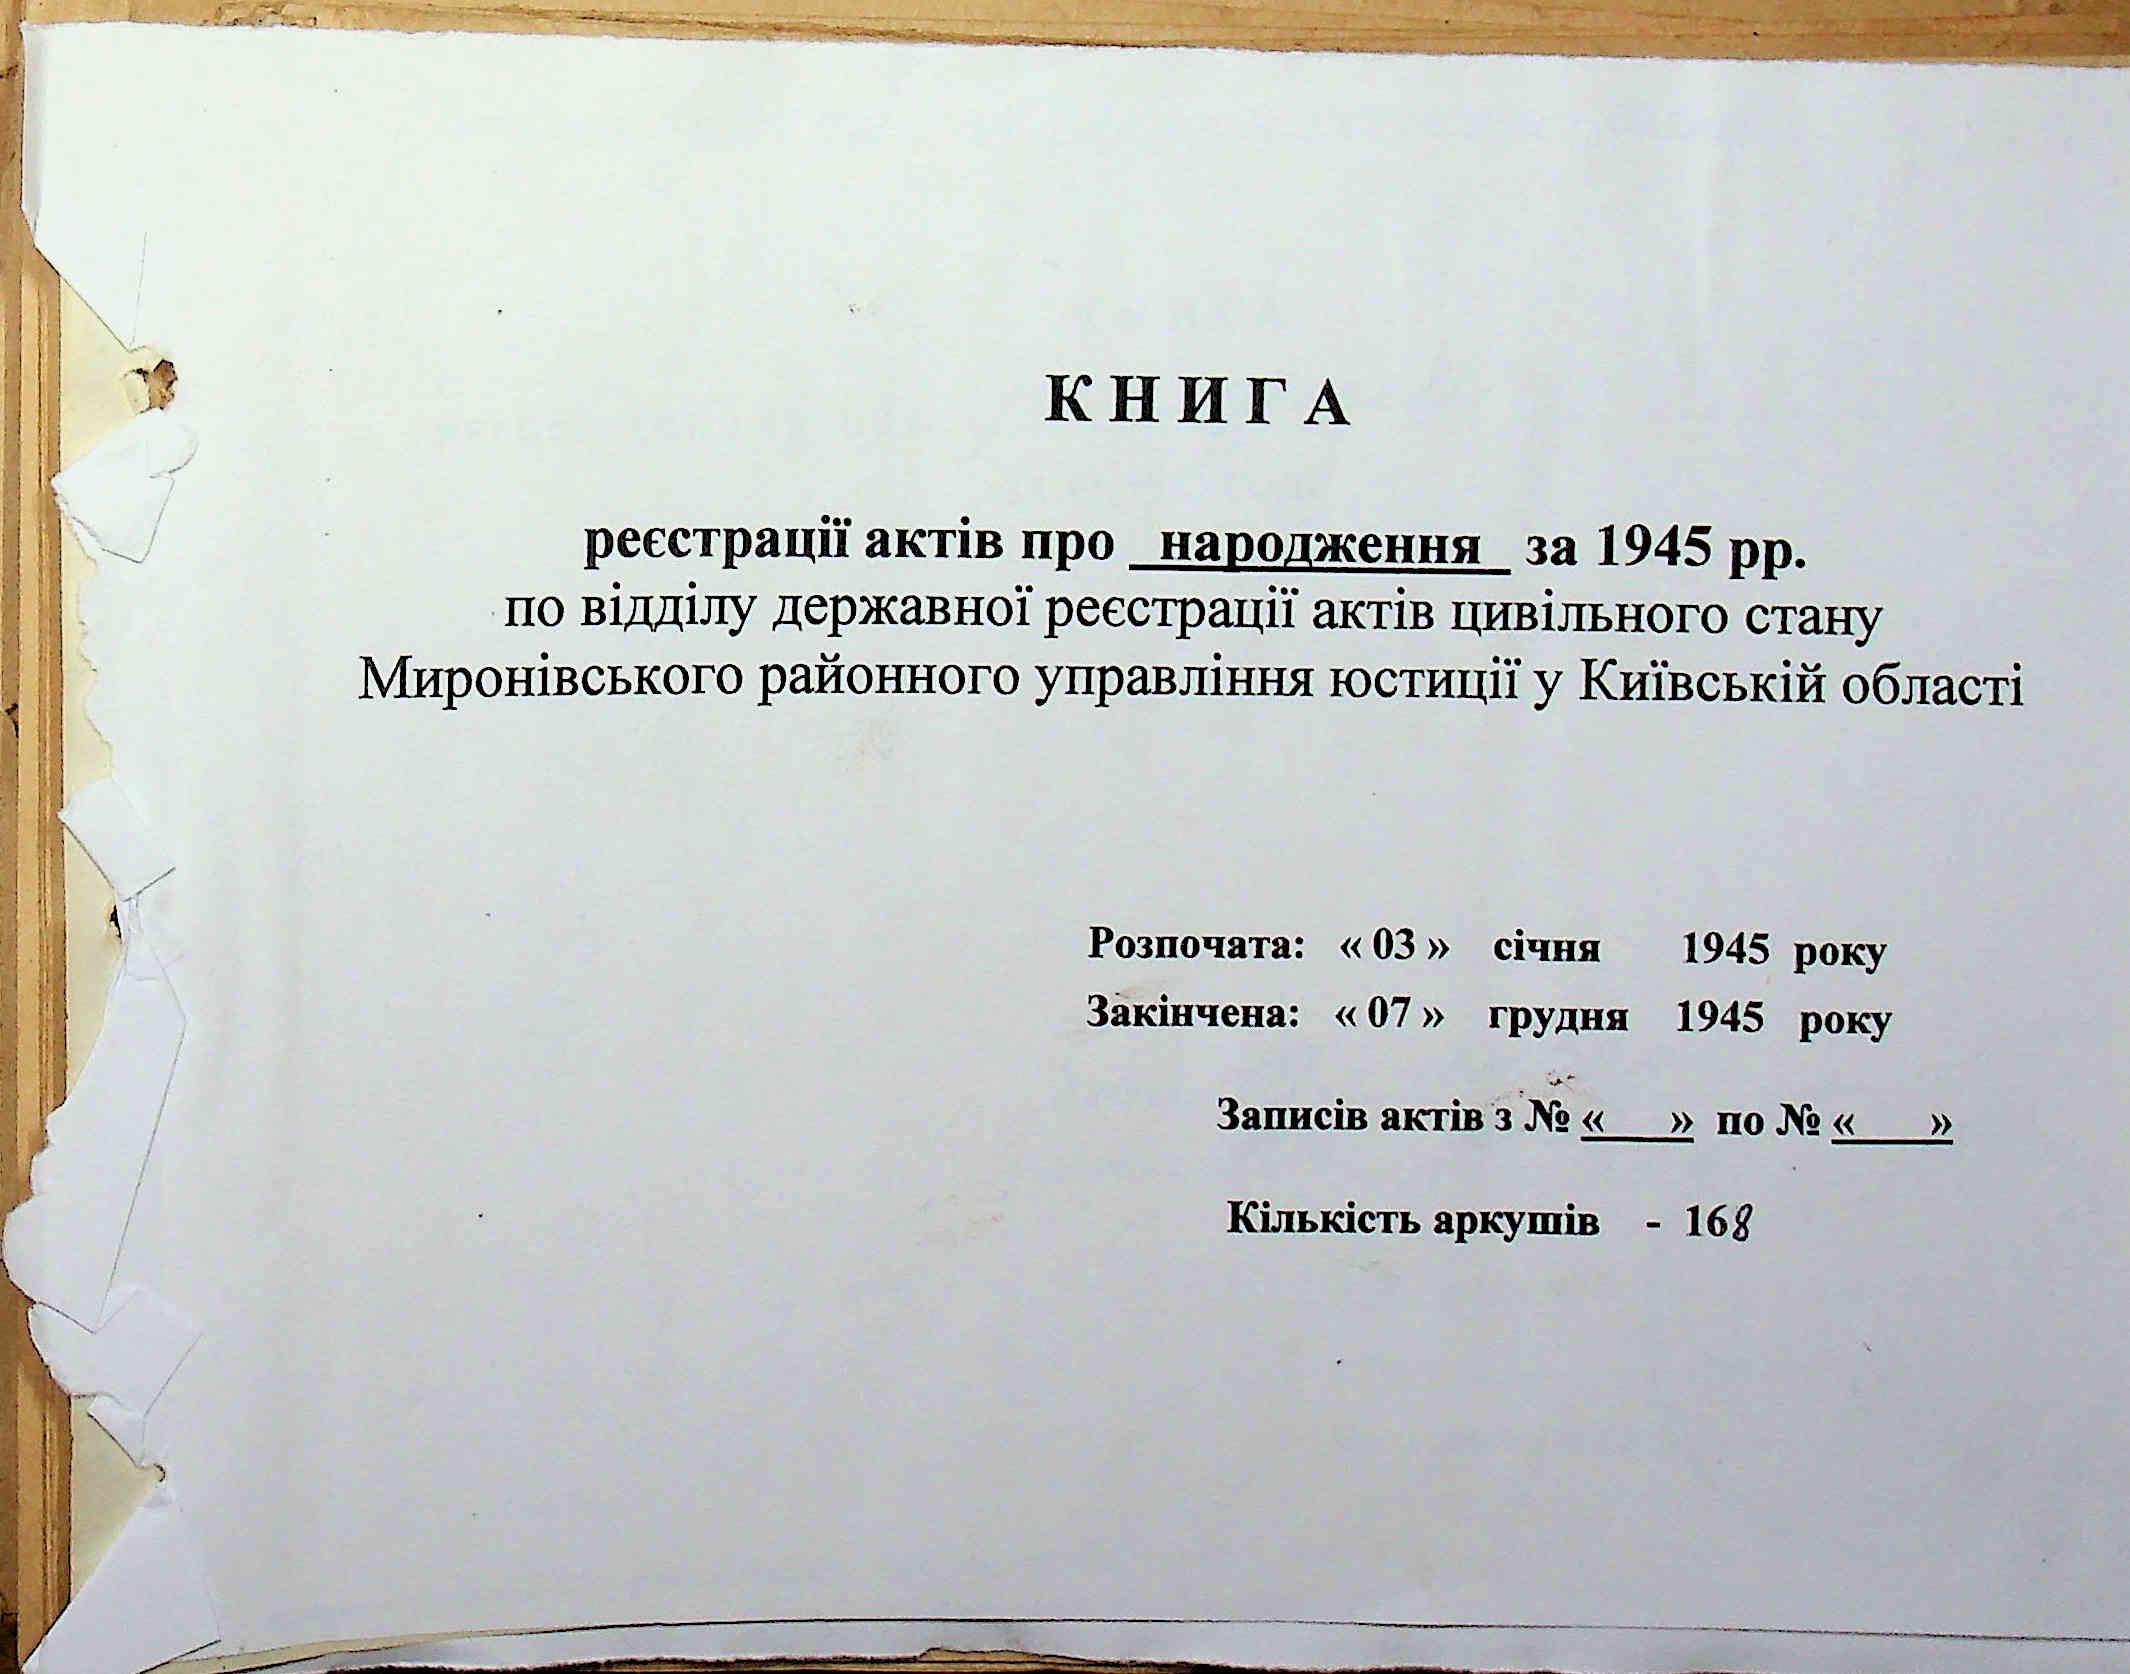 КНИГА
реєстрації актів про народження за 1945 рр.
по відділу державної реєстрації актів цивільного стану
Миронівського районного управління юстиції у Київській області
Розпочата: « 03 » січня 1945 року
Закінчена: « 07 » грудня 1945 року
Записів актів з № « » по № « »
Кількість аркушів - 168